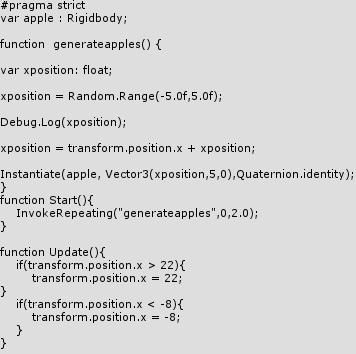 #pragma strict
var apple : Rigidbody;
function  generateapples() {
var xposition: float;
xposition = Random.Range(-5.0f,5.0f);
Debug.Log(xposition);
xposition = transform.position.x + xposition;
Instantiate(apple, Vector3(xposition,5,0),Quaternion.identity);
}
function Start(){
InvokeRepeating("generateapples",0,2.0);
}
function Update(){
if(transform.position.x > 22){
transform.position.x = 22;
}
if(transform.position.x < -8){
transform.position.x = -8;
}
}